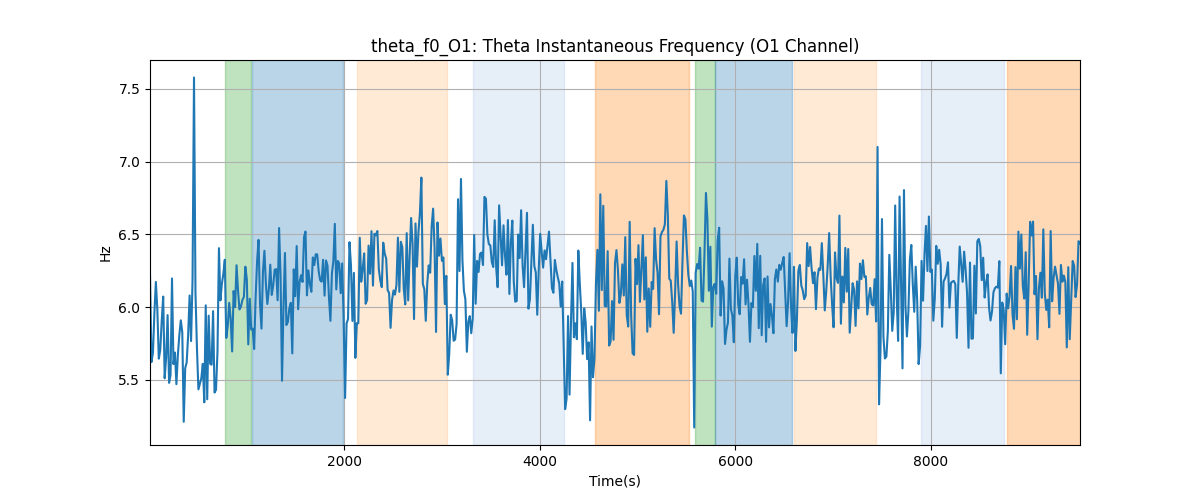 theta_f0_O1: Theta Instantaneous Frequency (O1 Channel)
7.5
7.0
6.5
6.0
5.5
Hz
2000 4000 6000 8000
Time(s)